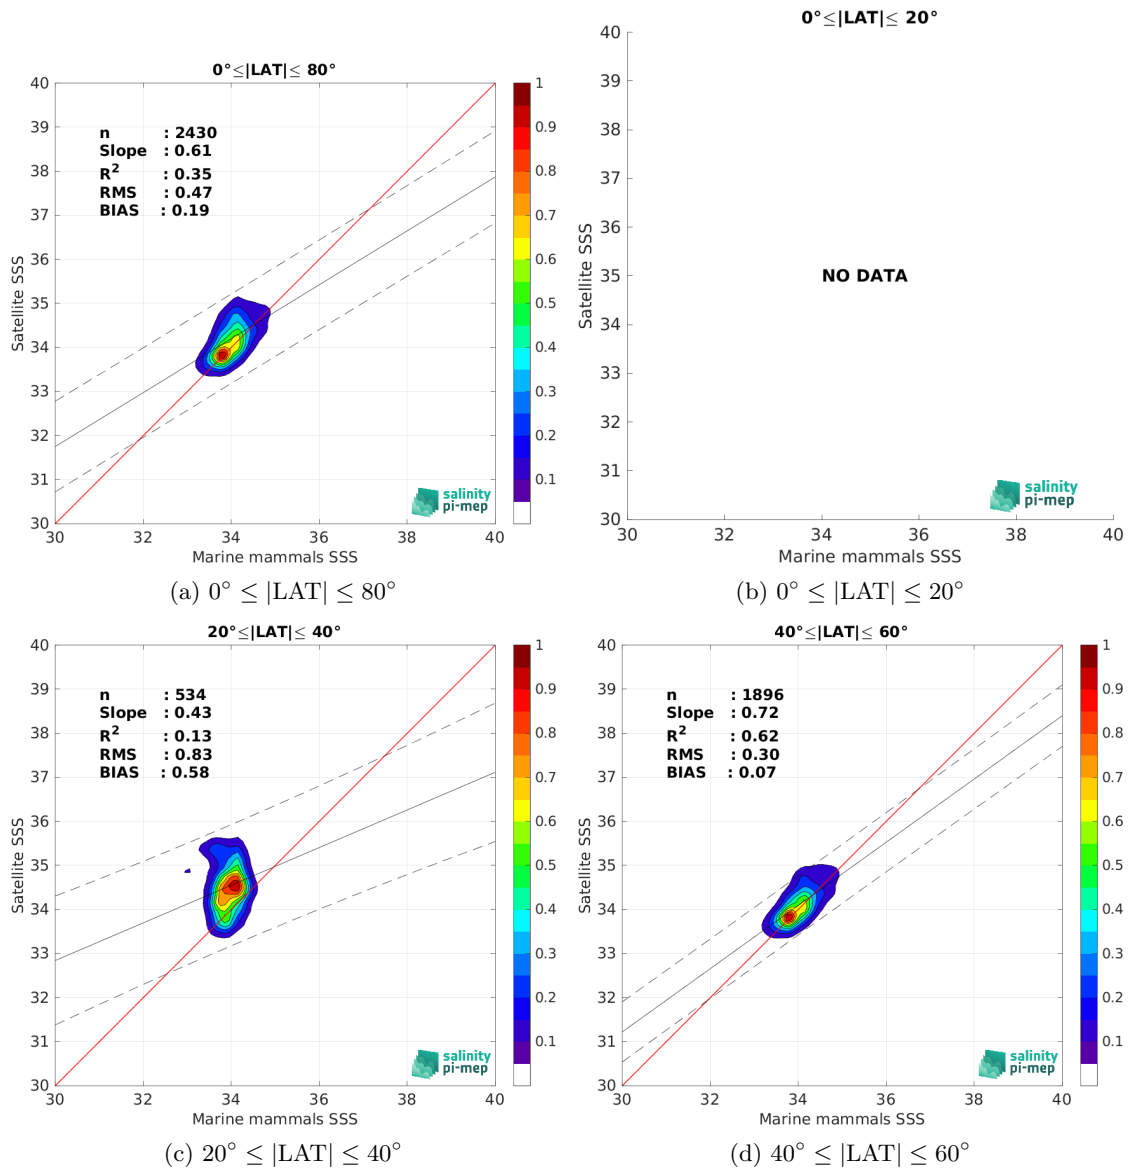 0°≤|LAT|≤ 80°
40
39
38
37
36
35
34
33
32
31
30
Satellite SSS
n : 2430
Slope : 0.61
R² : 0.35
RMS : 0.47
BIAS : 0.19
30 32 34 36 38 40
Marine mammals SSS
salinity
pi-mep
1
0.9
0.8
0.7
0.6
0.5
0.4
0.3
0.2
0.1
(a) 0° ≤ |LAT| ≤ 80°
0°≤|LAT|≤ 20°
40
39
38
37
36
35
34
33
32
31
30
Satellite SSS
NO DATA
30 32 34 36 38 40
Marine mammals SSS
salinity
pi-mep
(b) 0° ≤ |LAT| ≤ 20°
20°≤|LAT|≤ 40°
40
39
38
37
36
35
34
33
32
31
30
Satellite SSS
n : 534
Slope : 0.43
R² : 0.13
RMS : 0.83
BIAS : 0.58
30 32 34 36 38 40
Marine mammals SSS
salinity
pi-mep
1
0.9
0.8
0.7
0.6
0.5
0.4
0.3
0.2
0.1
(c) 20° ≤ |LAT| ≤ 40°
40°≤|LAT|≤ 60°
40
39
38
37
36
35
34
33
32
31
30
Satellite SSS
n : 1896
Slope : 0.72
R² : 0.62
RMS : 0.30
BIAS : 0.07
30 32 34 36 38 40
Marine mammals SSS
salinity
pi-mep
1
0.9
0.8
0.7
0.6
0.5
0.4
0.3
0.2
0.1
(d) 40° ≤ |LAT| ≤ 60°